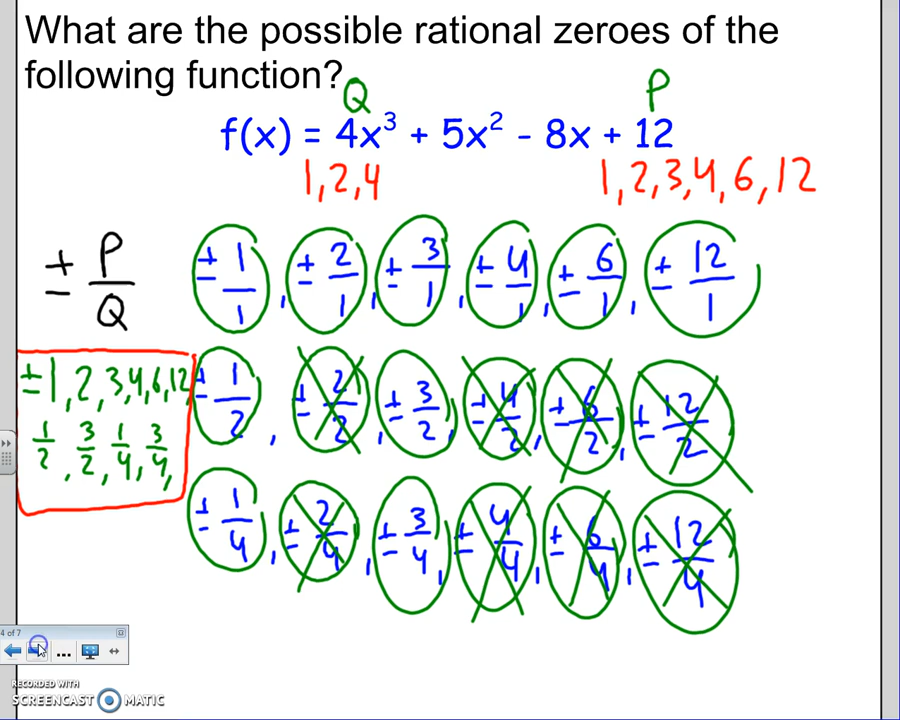 What are the possible rational zeroes of the
following function?
Q P
f(x) = 4x³ + 5x² - 8x + 12
1, 2, 4 1, 2, 3, 4, 6, 12
± P/Q
± 1/1, ± 2/1, ± 3/1, ± 4/1, ± 6/1, ± 12/1
± 1/2, ± 2/2, ± 3/2, ± 4/2, ± 6/2, ± 12/2
± 1/4, ± 2/4, ± 3/4, ± 4/4, ± 6/4, ± 12/4
±1, 2, 3, 4, 6, 12
1/2, 3/2, 1/4, 3/4,
4 of 7
...
RECORDED WITH
SCREENCAST MATIC